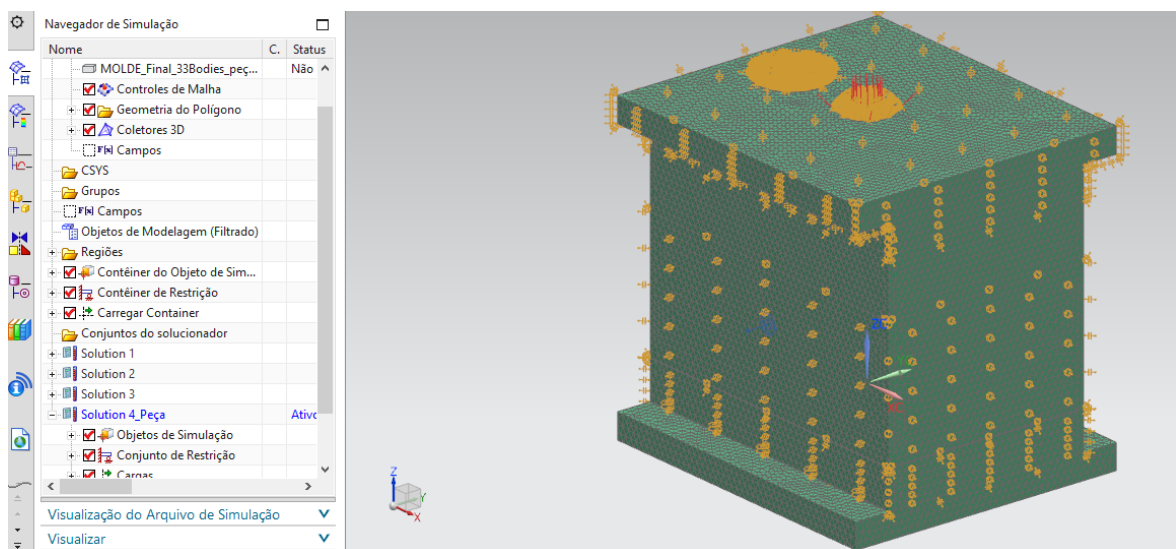 Navegador de Simulação
Nome C. Status
MOLDE_Final_33Bodies_peç... Não
Controles de Malha
Geometria do Polígono
Coletores 3D
F(x) Campos
CSYS
Grupos
F(x) Campos
Objetos de Modelagem (Filtrado)
Regiões
Contêiner do Objeto de Sim...
Contêiner de Restrição
Carregar Container
Conjuntos do solucionador
Solution 1
Solution 2
Solution 3
Solution 4_Peça Ativo
Objetos de Simulação
Conjunto de Restrição
Cargas
Visualização do Arquivo de Simulação
Visualizar
XC
Z
Y
X